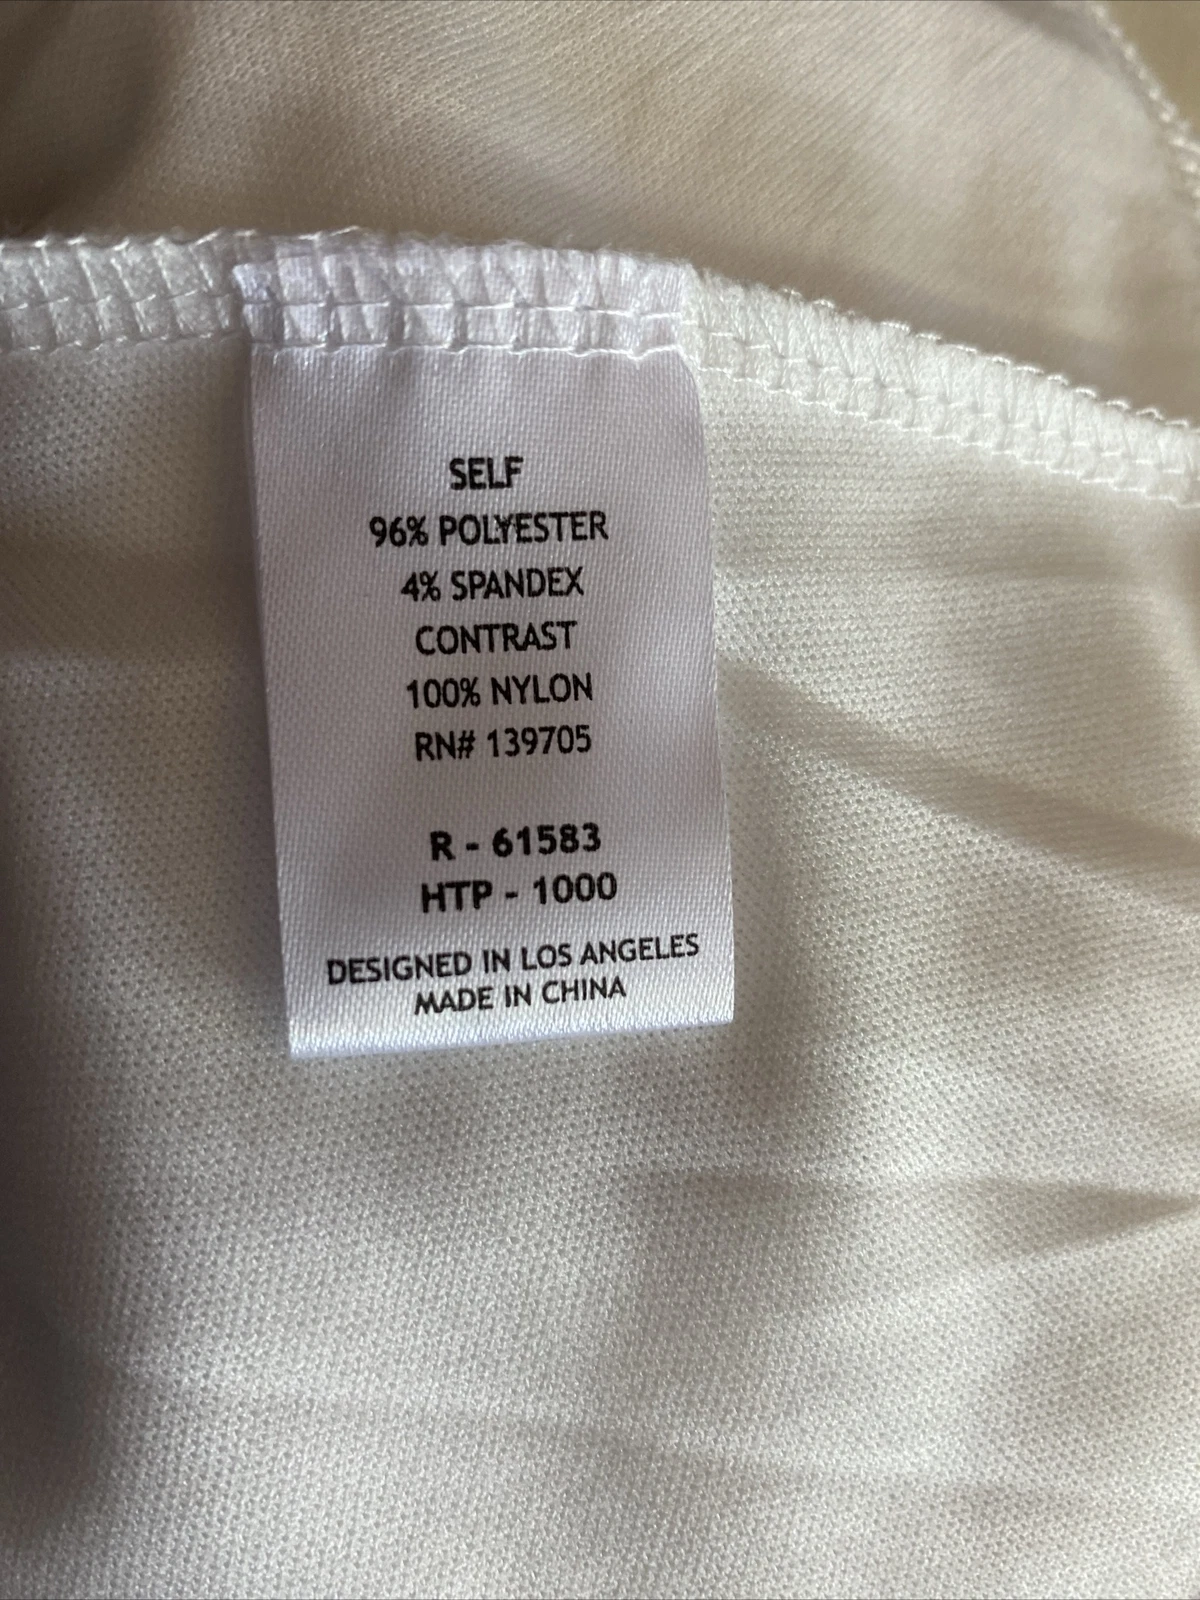 SELF
96% POLYESTER
4% SPANDEX
CONTRAST
100% NYLON
RN# 139705
R - 61583
HTP - 1000
DESIGNED IN LOS ANGELES
MADE IN CHINA